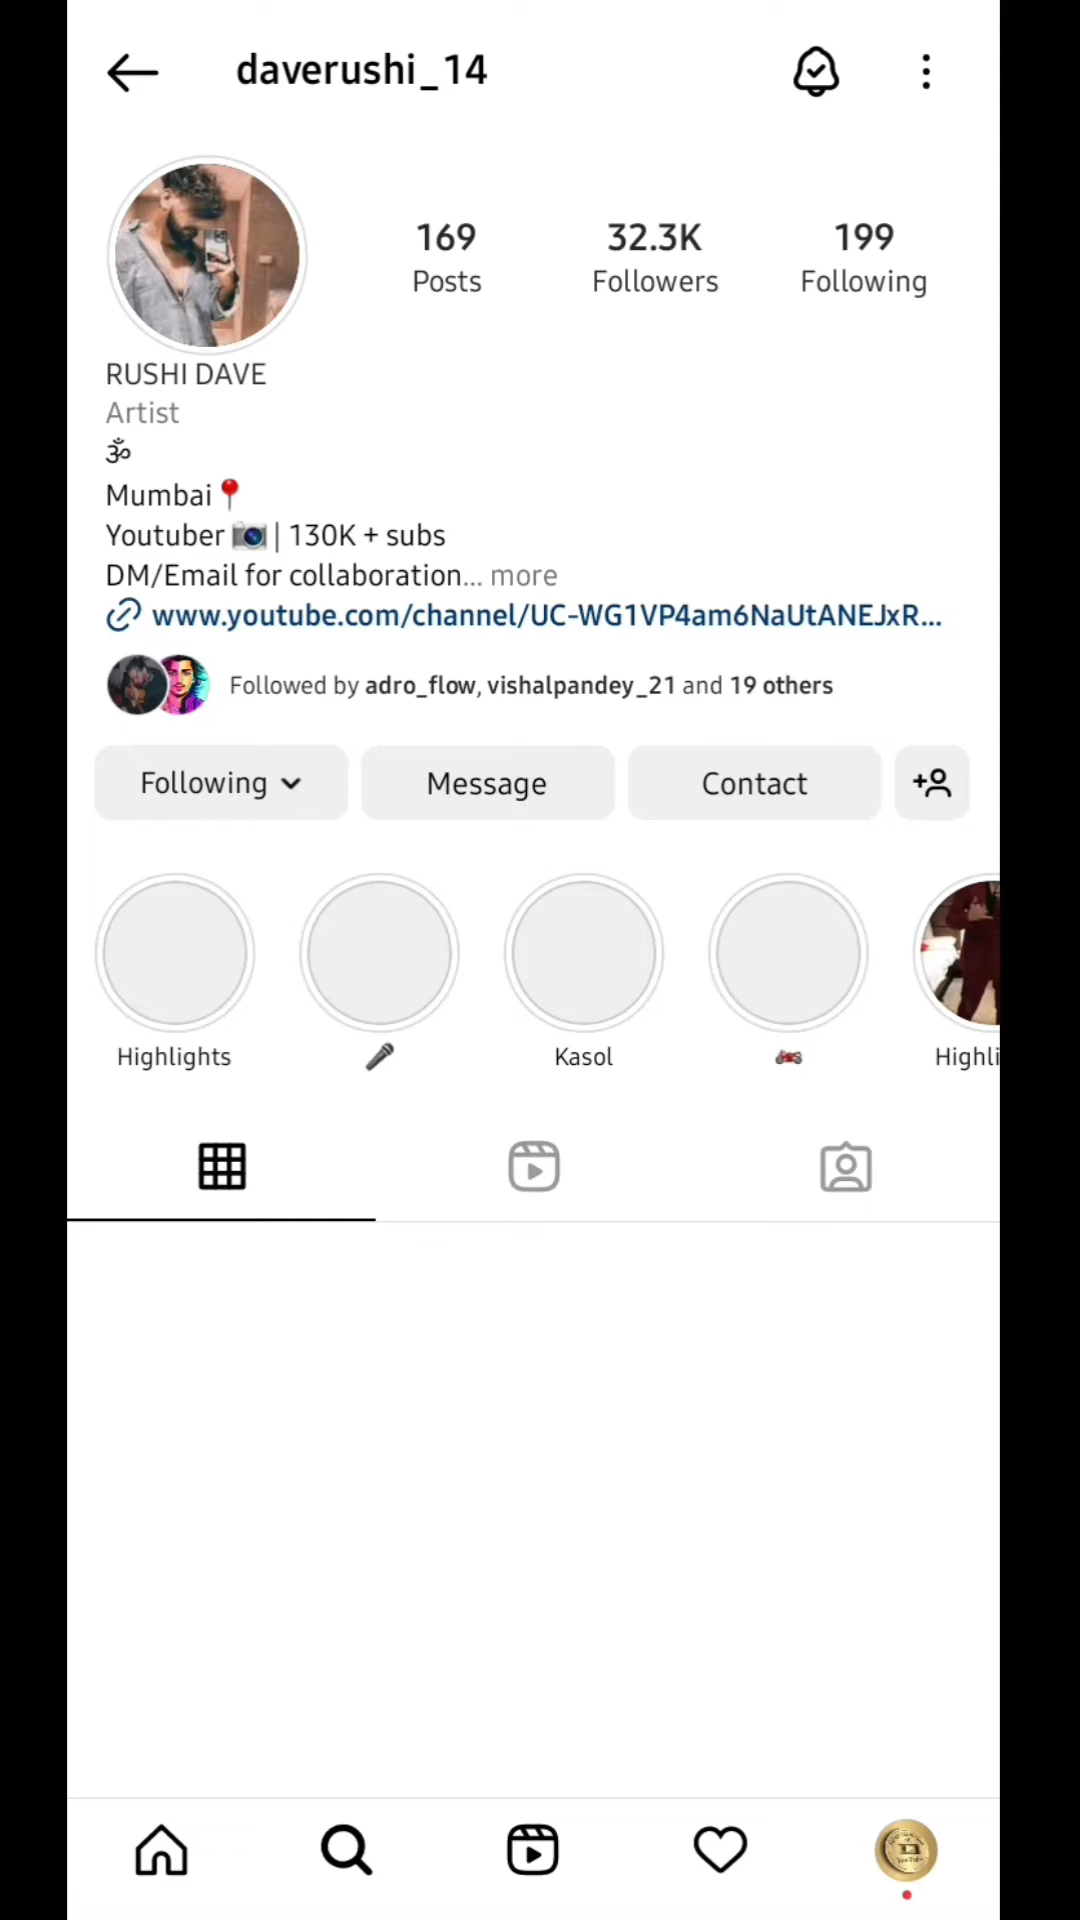 daverushi_14
169
Posts
32.3K
Followers
199
Following
RUSHI DAVE
Artist
ॐ
Mumbai📍
Youtuber 📷 | 130K + subs
DM/Email for collaboration... more
www.youtube.com/channel/UC-WG1VP4am6NaUtANEJxR...
Followed by adro_flow, vishalpandey_21 and 19 others
Following
Message
Contact
Highlights
🎤
Kasol
🏍️
Highli